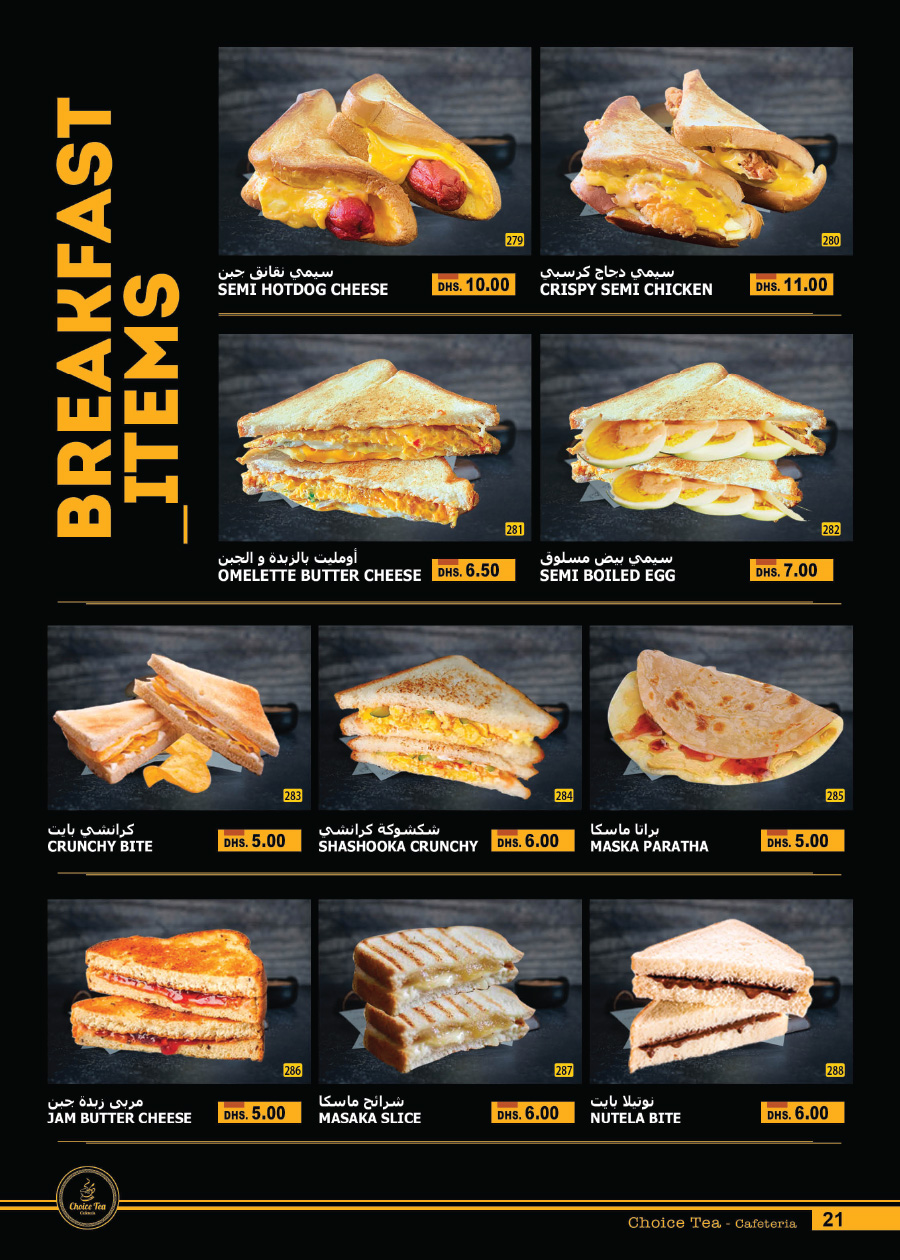 BREAKFAST
ITEMS
279
280
سيمي نقانق جبن
SEMI HOTDOG CHEESE
DHS. 10.00
سيمي دجاج كرسبي
CRISPY SEMI CHICKEN
DHS. 11.00
281
282
أومليت بالزبدة و الجبن
OMELETTE BUTTER CHEESE
DHS. 6.50
سيمي بيض مسلوق
SEMI BOILED EGG
DHS. 7.00
283
284
285
كرانشي بايت
CRUNCHY BITE
DHS. 5.00
شكشوكة كرانشي
SHASHOOKA CRUNCHY
DHS. 6.00
براتا ماسكا
MASKA PARATHA
DHS. 5.00
286
287
288
مربى زبدة جبن
JAM BUTTER CHEESE
DHS. 5.00
شرائح ماسكا
MASAKA SLICE
DHS. 6.00
نوتيلا بايت
NUTELA BITE
DHS. 6.00
Choice Tea
Choice Tea - Cafeteria
21